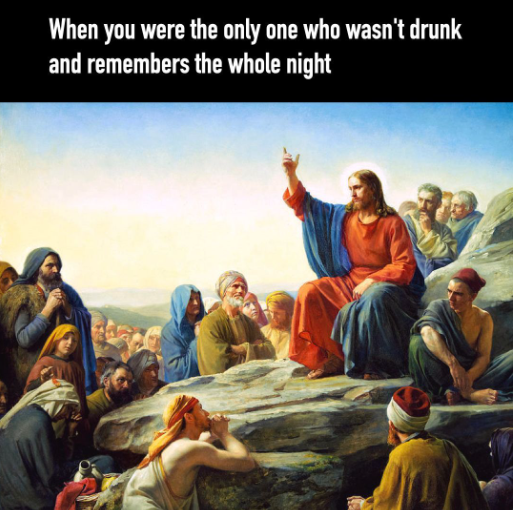 When you were the only one who wasn't drunk
and remembers the whole night